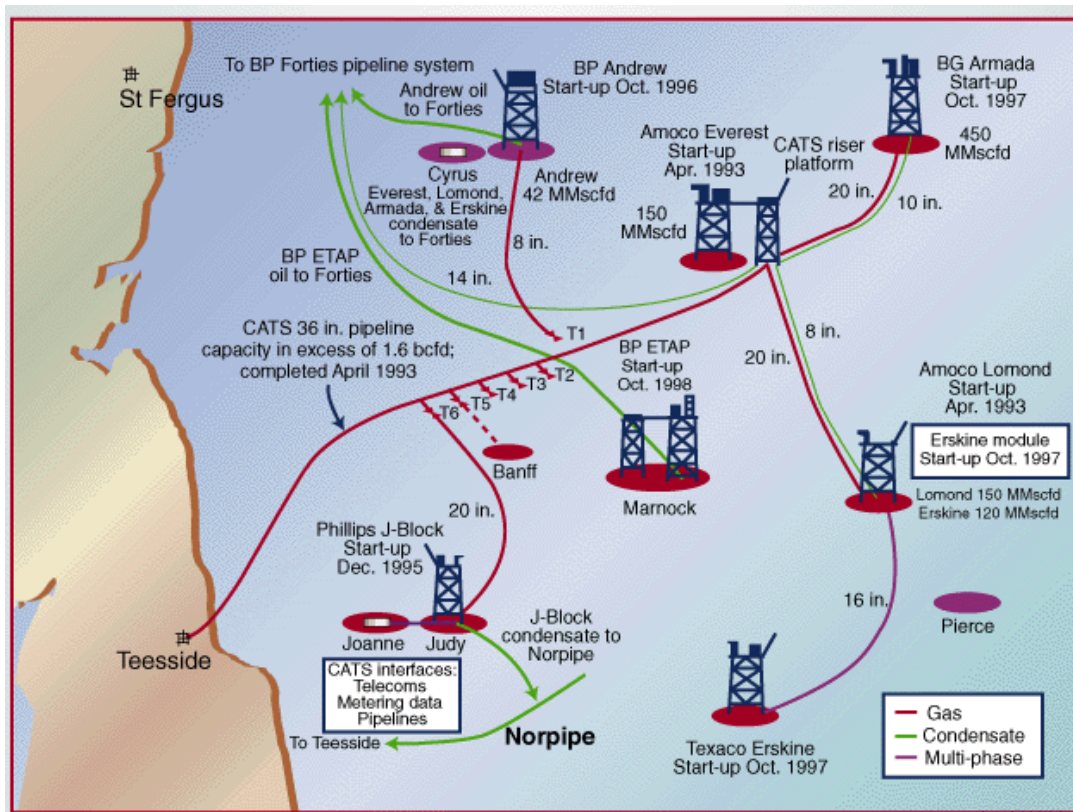 St Fergus
To BP Forties pipeline system
Andrew oil
to Forties
BP Andrew
Start-up Oct. 1996
BG Armada
Start-up
Oct. 1997
450
MMscfd
Amoco Everest
Start-up
Apr. 1993
CATS riser
platform
150
MMscfd
20 in.
10 in.
Cyrus
Andrew
42 MMscfd
Everest, Lomond,
Armada, & Erskine
condensate
to Forties
8 in.
BP ETAP
oil to Forties
14 in.
CATS 36 in. pipeline
capacity in excess of 1.6 bcfd;
completed April 1993
T1
T2
T3
T4
T5
T6
BP ETAP
Start-up
Oct. 1998
8 in.
20 in.
Amoco Lomond
Start-up
Apr. 1993
Erskine module
Start-up Oct. 1997
Lomond 150 MMscfd
Erskine 120 MMscfd
Banff
Marnock
20 in.
Phillips J-Block
Start-up
Dec. 1995
Joanne
Judy
J-Block
condensate to
Norpipe
16 in.
Pierce
Teesside
CATS interfaces:
Telecoms
Metering data
Pipelines
To Teesside
Norpipe
Texaco Erskine
Start-up Oct. 1997
Gas
Condensate
Multi-phase